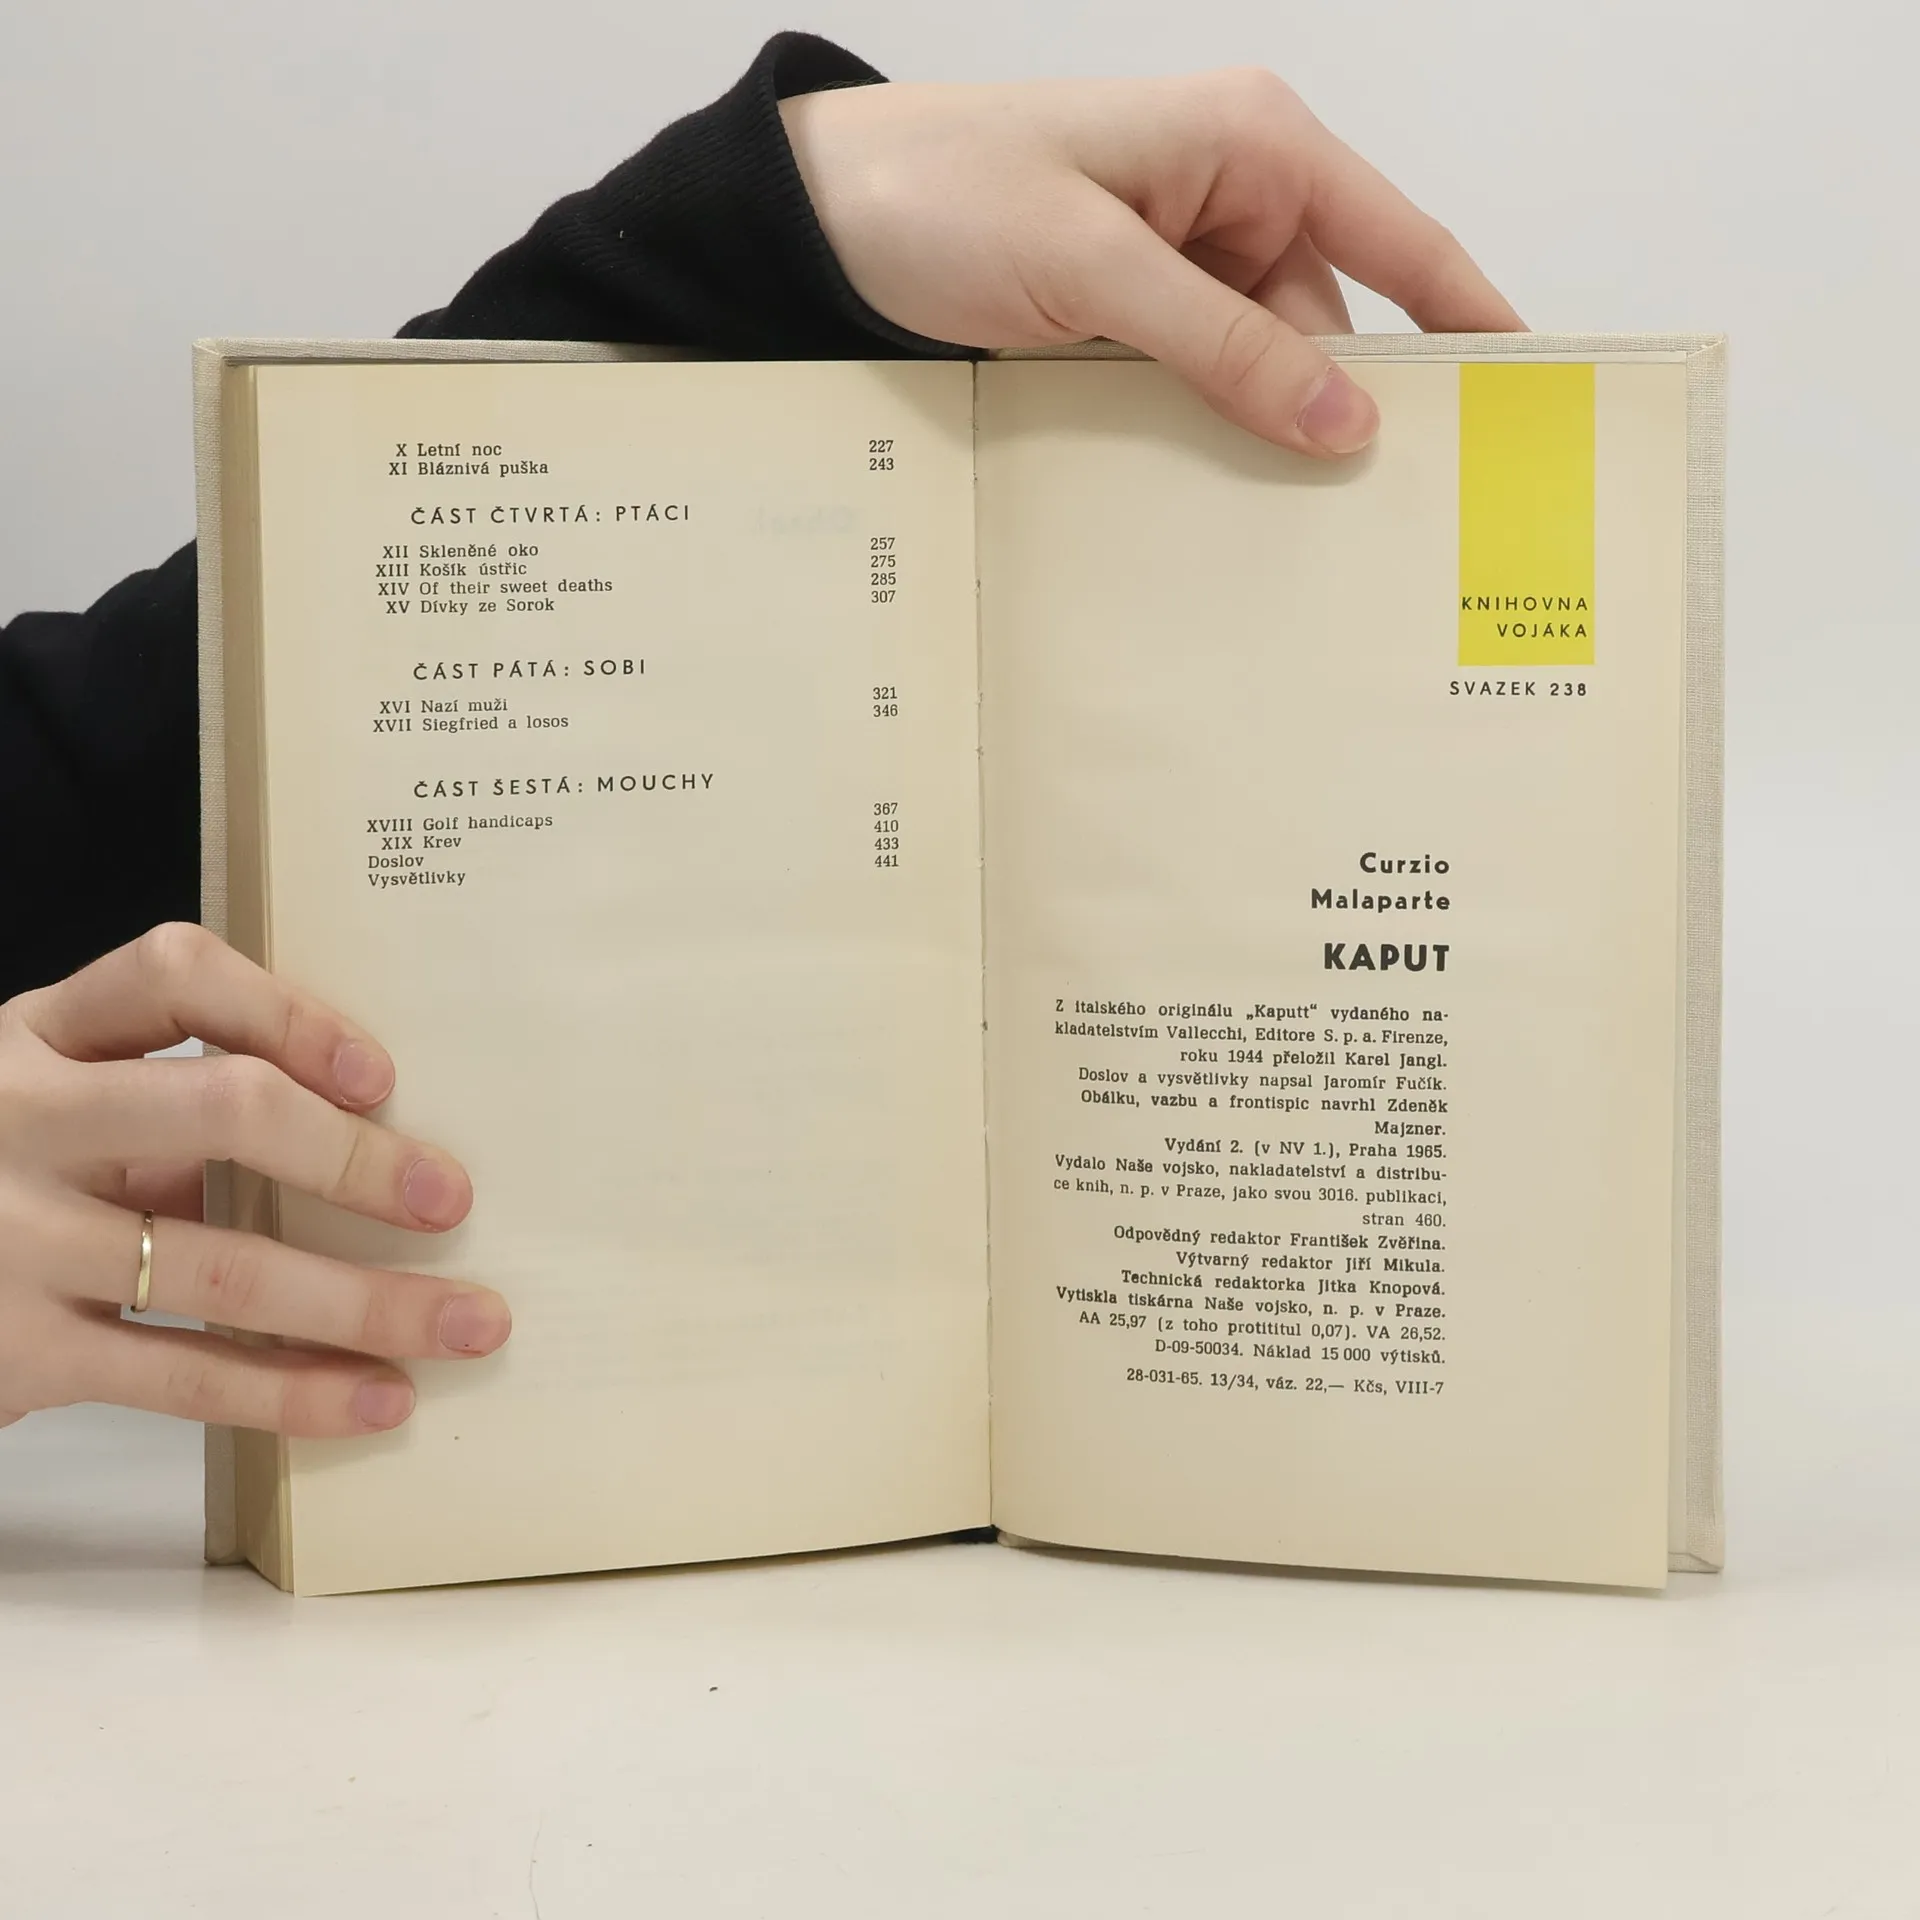 X Letní noc 227
XI Bláznivá puška 243
ČÁST ČTVRTÁ: PTÁCI
XII Skleněné oko 257
XIII Košík ústřic 275
XIV Of their sweet deaths 285
XV Dívky ze Sorok 307
ČÁST PÁTÁ: SOBI
XVI Nazí muži 321
XVII Siegfried a losos 346
ČÁST ŠESTÁ: MOUCHY
XVIII Golf handicaps 367
XIX Krev 410
Doslov 433
Vysvětlivky 441
KNIHOVNA
VOJÁKA
SVAZEK 238
Curzio
Malaparte
KAPUT
Z italského originálu „Kaputt“ vydaného na-
kladatelstvím Vallecchi, Editore S. p. a. Firenze,
roku 1944 přeložil Karel Jangl.
Doslov a vysvětlivky napsal Jaromír Fučík.
Obálku, vazbu a frontispic navrhl Zdeněk
Majzner.
Vydání 2. (v NV 1.), Praha 1965.
Vydalo Naše vojsko, nakladatelství a distribu-
ce knih, n. p. v Praze, jako svou 3016. publikaci,
stran 460.
Odpovědný redaktor František Zvěřina.
Výtvarný redaktor Jiří Mikula.
Technická redaktorka Jitka Knopová.
Vytiskla tiskárna Naše vojsko, n. p. v Praze.
AA 25,97 (z toho protititul 0,07). VA 26,52.
D-09-50034. Náklad 15 000 výtisků.
28-031-65. 13/34, váz. 22,— Kčs, VIII-7